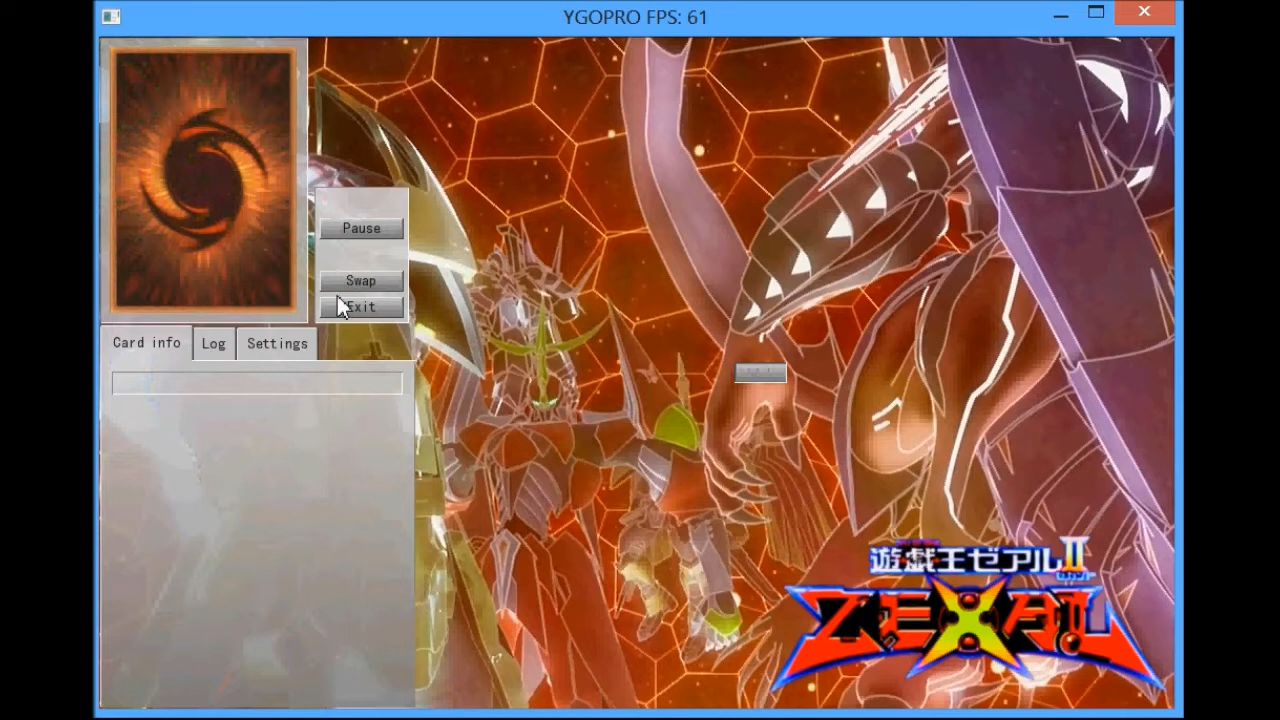 YGOPRO FPS: 61
Pause
Swap
Exit
Card info
Log
Settings
遊戯王ゼアルII
ZEXAL